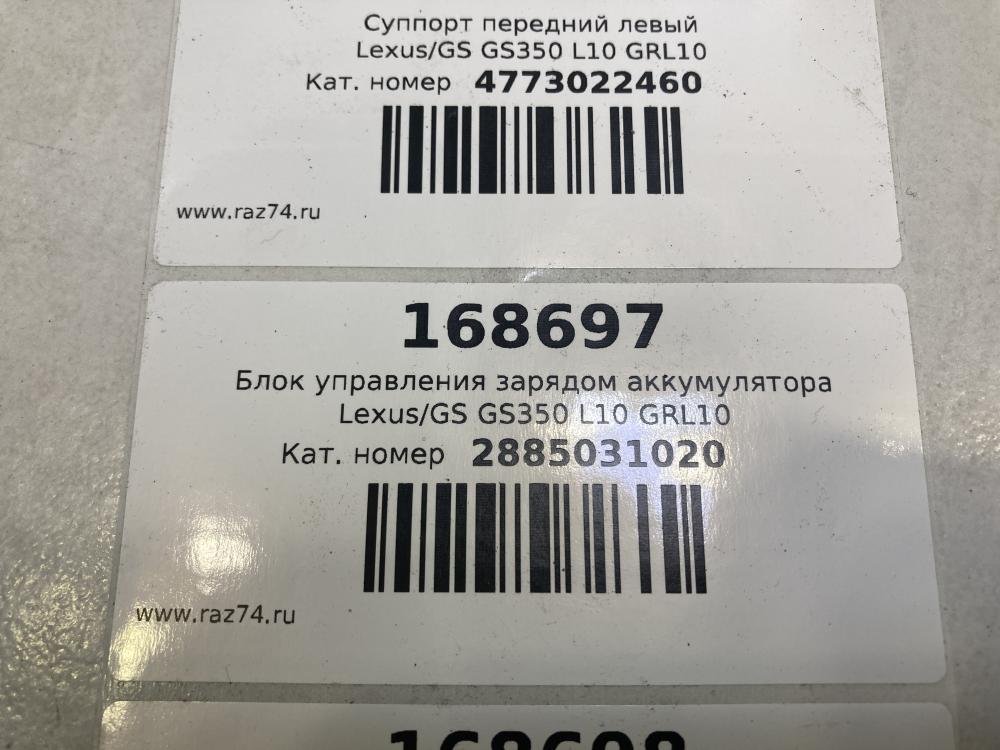 Суппорт передний левый
Lexus/GS GS350 L10 GRL10
Кат. номер 4773022460
www.raz74.ru
168697
Блок управления зарядом аккумулятора
Lexus/GS GS350 L10 GRL10
Кат. номер 2885031020
www.raz74.ru
168698